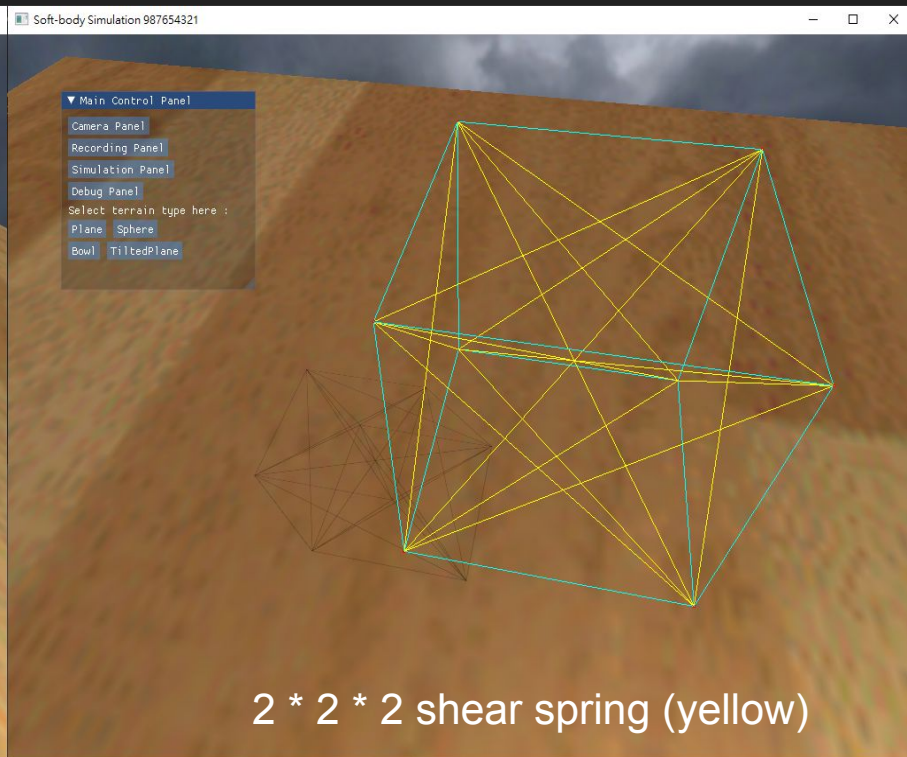 Soft-body Simulation 987654321
Main Control Panel
Camera Panel
Recording Panel
Simulation Panel
Debug Panel
Select terrain type here :
Plane Sphere
Bowl TiltedPlane
2 * 2 * 2 shear spring (yellow)